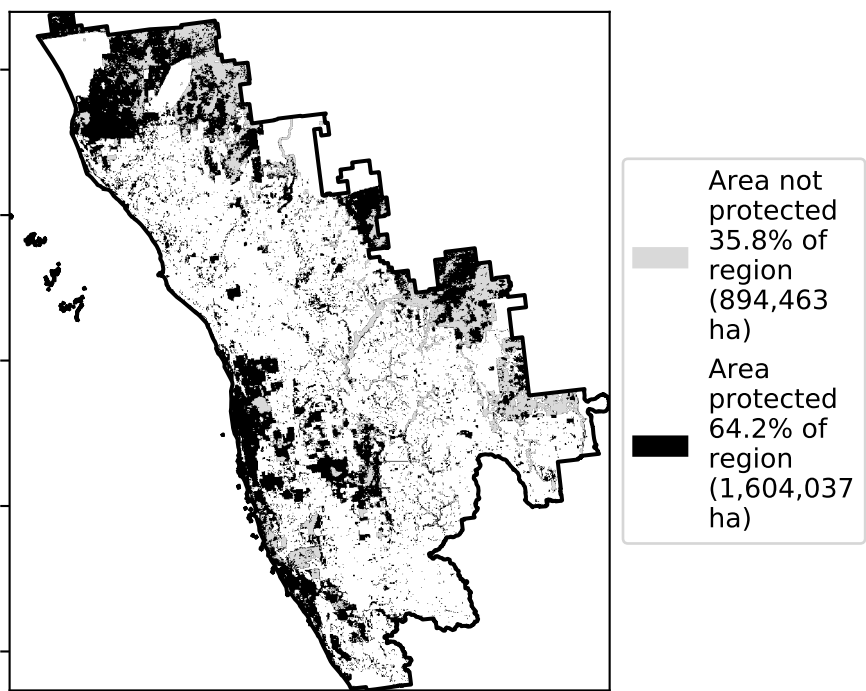 Area not
protected
35.8% of
region
(894,463
ha)
Area
protected
64.2% of
region
(1,604,037
ha)